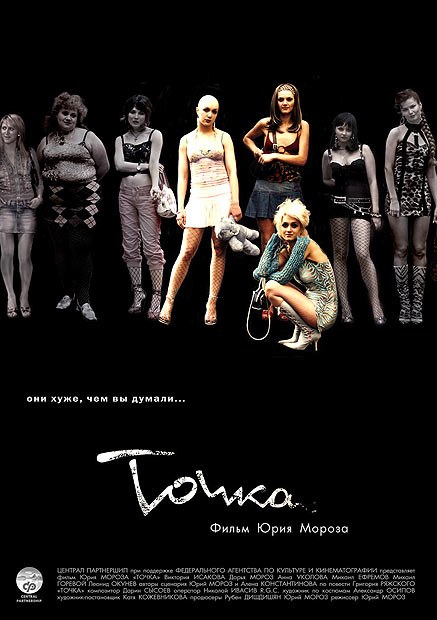 они хуже, чем вы думали...
Точка
Фильм Юрия Мороза
ЦЕНТРАЛ ПАРТНЕРШИП при поддержке ФЕДЕРАЛЬНОГО АГЕНТСТВА ПО КУЛЬТУРЕ И КИНЕМАТОГРАФИИ представляет
фильм Юрия МОРОЗА «ТОЧКА» Виктория ИСАКОВА Дарья МОРОЗ Анна УКОЛОВА Михаил ЕФРЕМОВ Михаил
ГОРЕВОЙ Леонид ОКУНЕВ авторы сценария Юрий МОРОЗ и Алена КОНСТАНТИНОВА по повести Григория РЯЖСКОГО
«ТОЧКА» композитор Дарин СЫСОЕВ оператор Николай ИВАСИВ R.G.C. художник по костюмам Александр ОСИПОВ
художник-постановщик Катя КОЖЕВНИКОВА продюсеры Рубен ДИШДИШЯН Юрий МОРОЗ режиссер Юрий МОРОЗ
CENTRAL
PARTNERSHIP